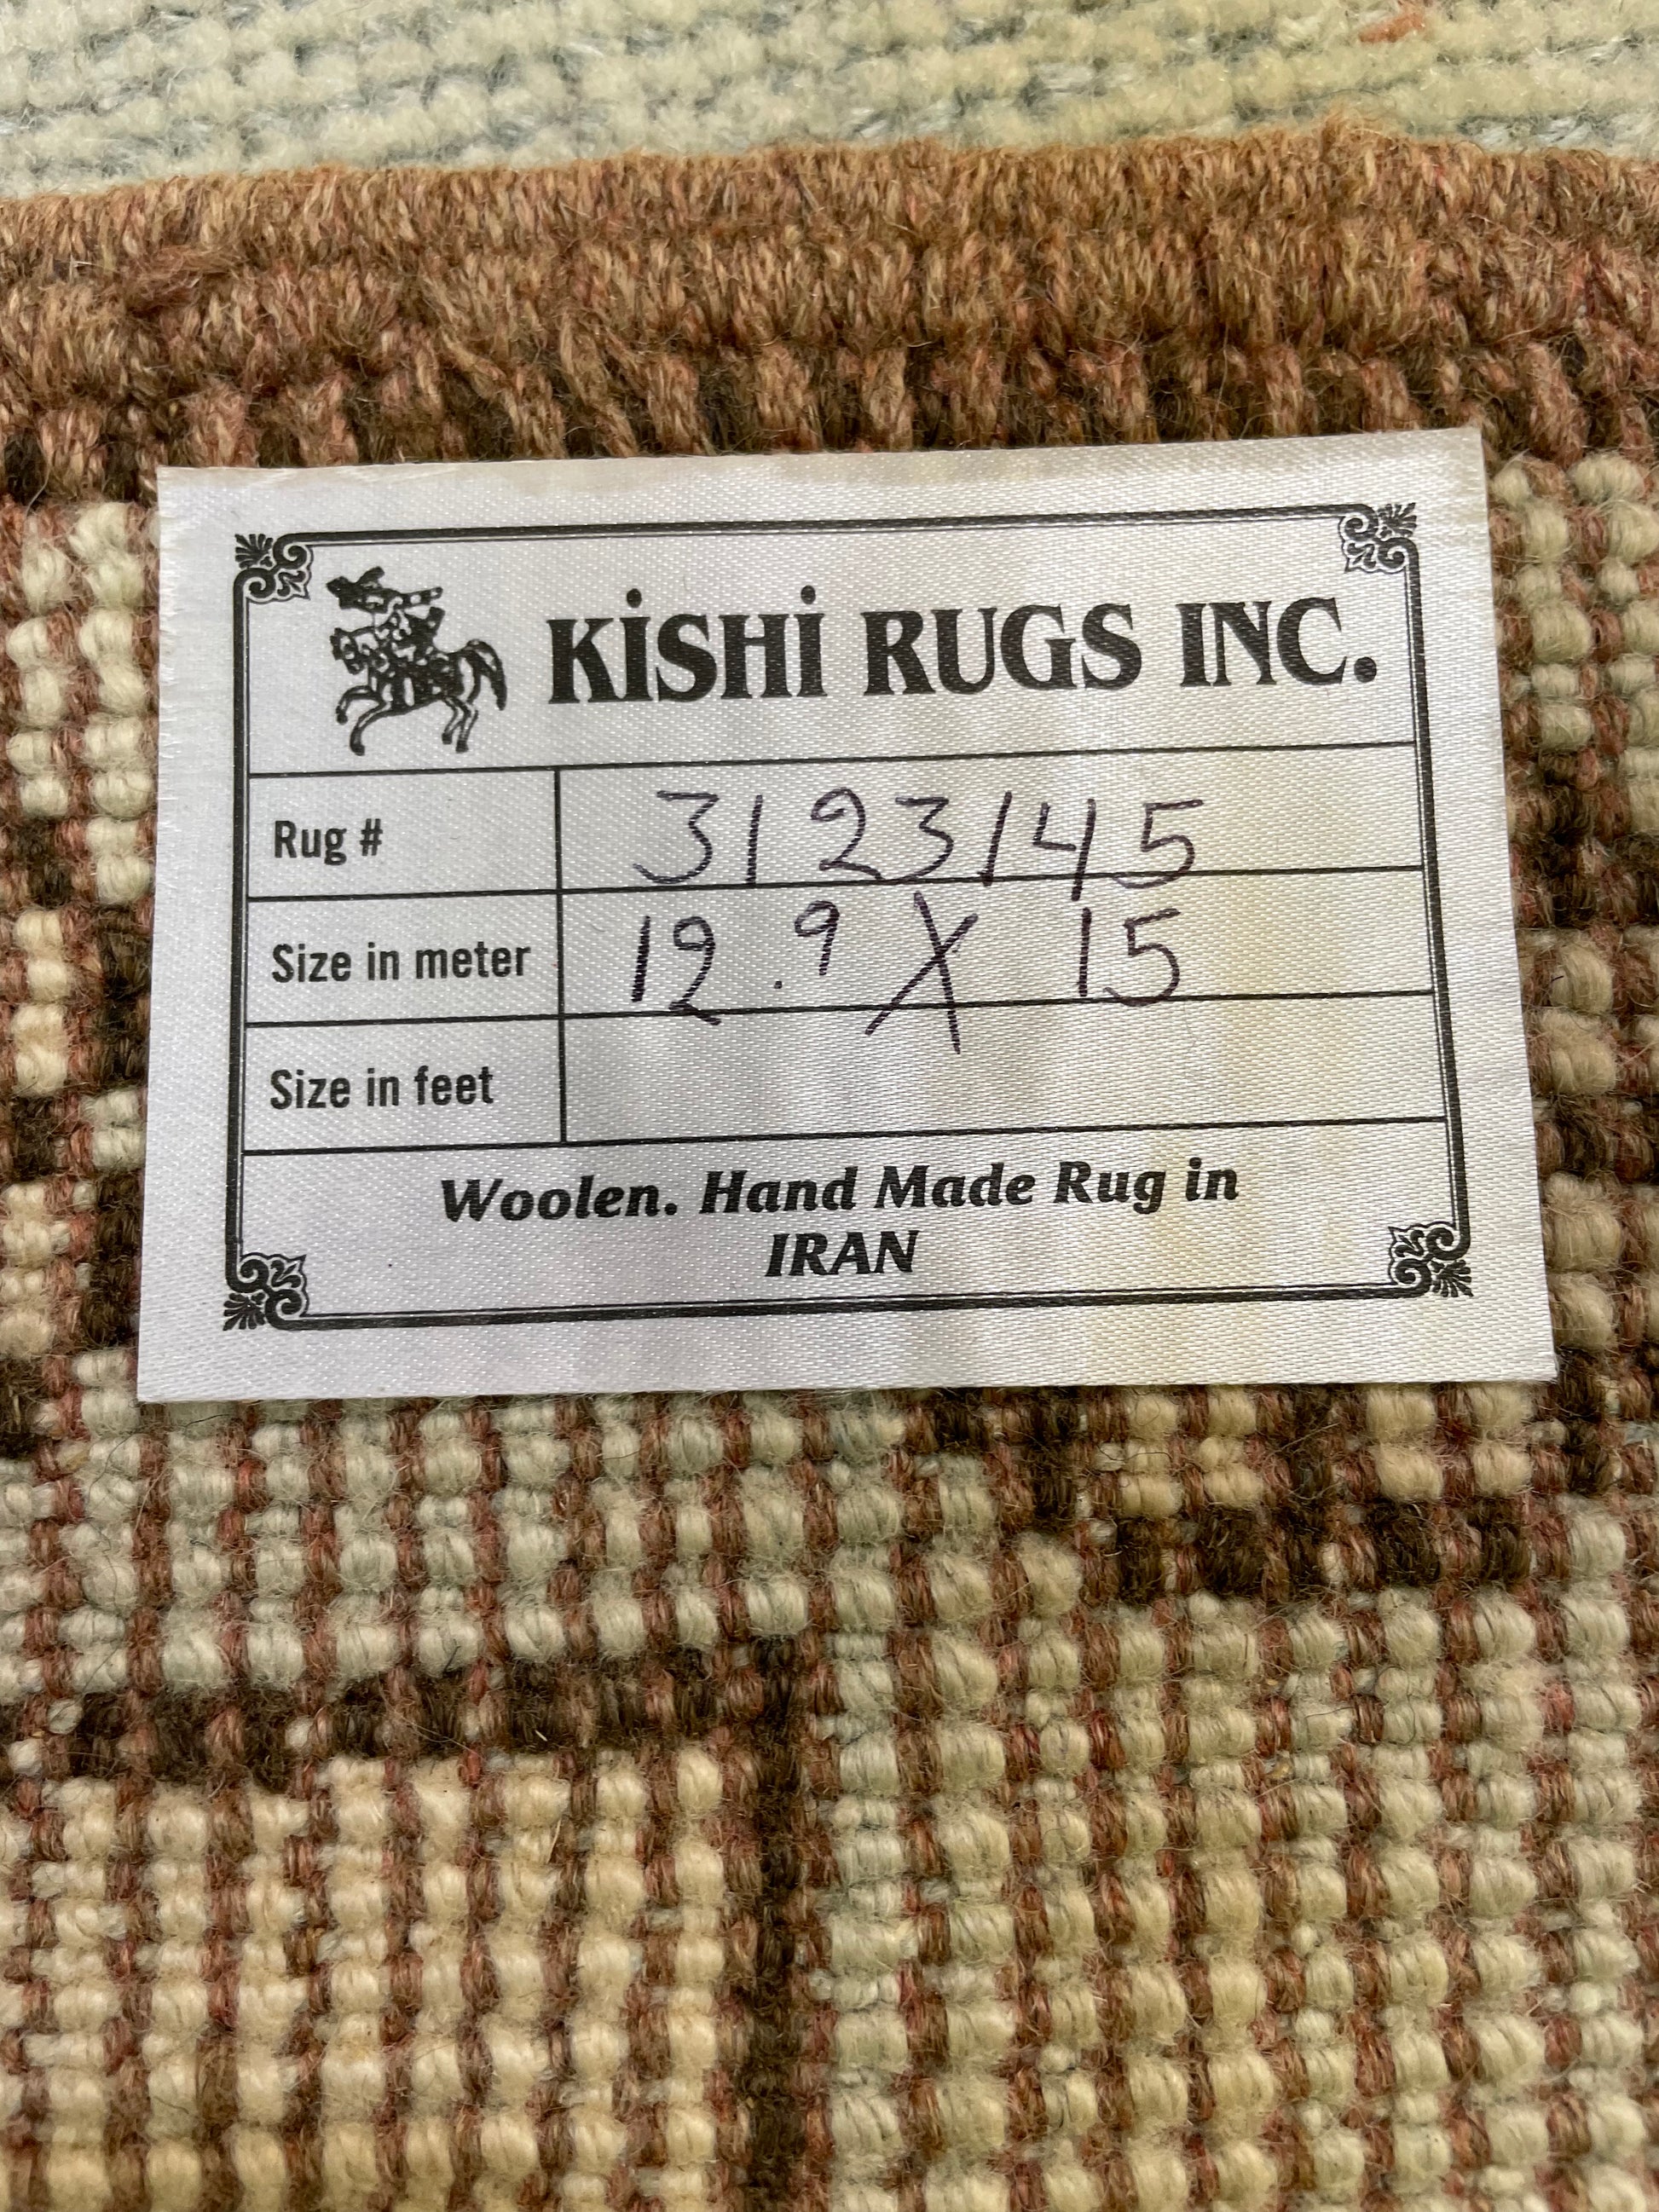 KiSHi RUGS INC.
Rug # 3123145
Size in meter 12.9 X 15
Size in feet
Woolen. Hand Made Rug in
IRAN